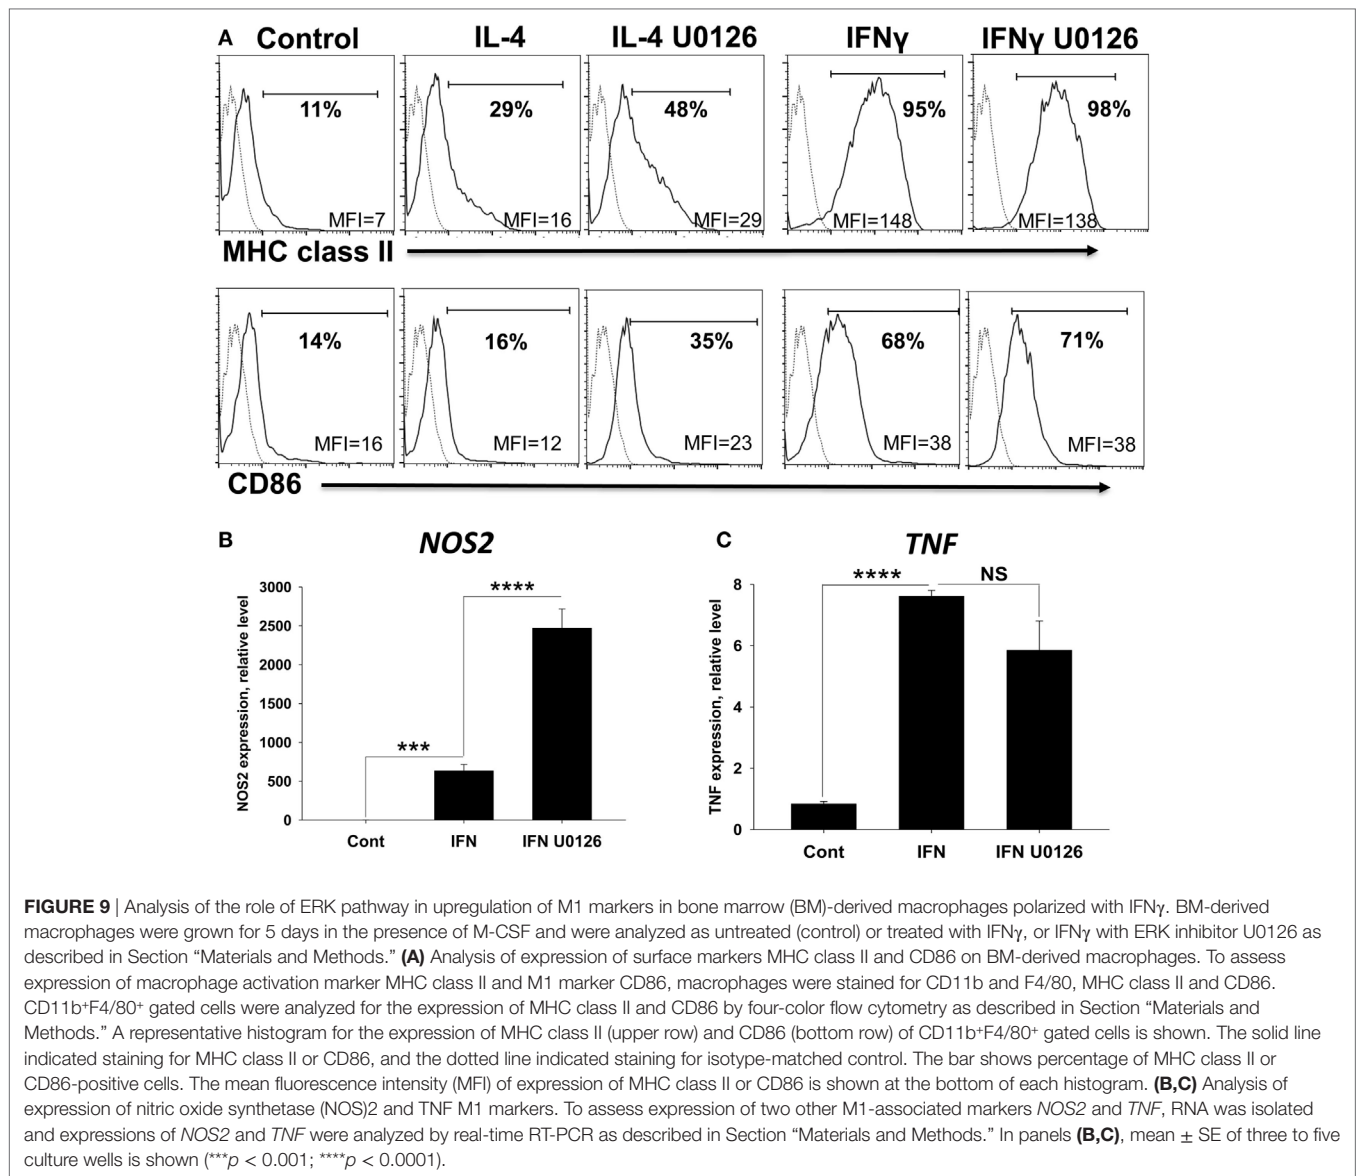 A Control IL-4 IL-4 U0126 IFNγ IFNγ U0126
11% 29% 48% 95% 98%
MFI=7 MFI=16 MFI=29 MFI=148 MFI=138
MHC class II
14% 16% 35% 68% 71%
MFI=16 MFI=12 MFI=23 MFI=38 MFI=38
CD86
B NOS2
NOS2 expression, relative level
3000
2500
2000
1500
1000
500
0
***
****
Cont IFN IFN U0126
C TNF
TNF expression, relative level
8
6
4
2
0
****
NS
Cont IFN IFN U0126
FIGURE 9 | Analysis of the role of ERK pathway in upregulation of M1 markers in bone marrow (BM)-derived macrophages polarized with IFNγ. BM-derived
macrophages were grown for 5 days in the presence of M-CSF and were analyzed as untreated (control) or treated with IFNγ, or IFNγ with ERK inhibitor U0126 as
described in Section “Materials and Methods.” (A) Analysis of expression of surface markers MHC class II and CD86 on BM-derived macrophages. To assess
expression of macrophage activation marker MHC class II and M1 marker CD86, macrophages were stained for CD11b and F4/80, MHC class II and CD86.
CD11b⁺F4/80⁺ gated cells were analyzed for the expression of MHC class II and CD86 by four-color flow cytometry as described in Section “Materials and
Methods.” A representative histogram for the expression of MHC class II (upper row) and CD86 (bottom row) of CD11b⁺F4/80⁺ gated cells is shown. The solid line
indicated staining for MHC class II or CD86, and the dotted line indicated staining for isotype-matched control. The bar shows percentage of MHC class II or
CD86-positive cells. The mean fluorescence intensity (MFI) of expression of MHC class II or CD86 is shown at the bottom of each histogram. (B,C) Analysis of
expression of nitric oxide synthetase (NOS)2 and TNF M1 markers. To assess expression of two other M1-associated markers NOS2 and TNF, RNA was isolated
and expressions of NOS2 and TNF were analyzed by real-time RT-PCR as described in Section “Materials and Methods.” In panels (B,C), mean ± SE of three to five
culture wells is shown (***p < 0.001; ****p < 0.0001).